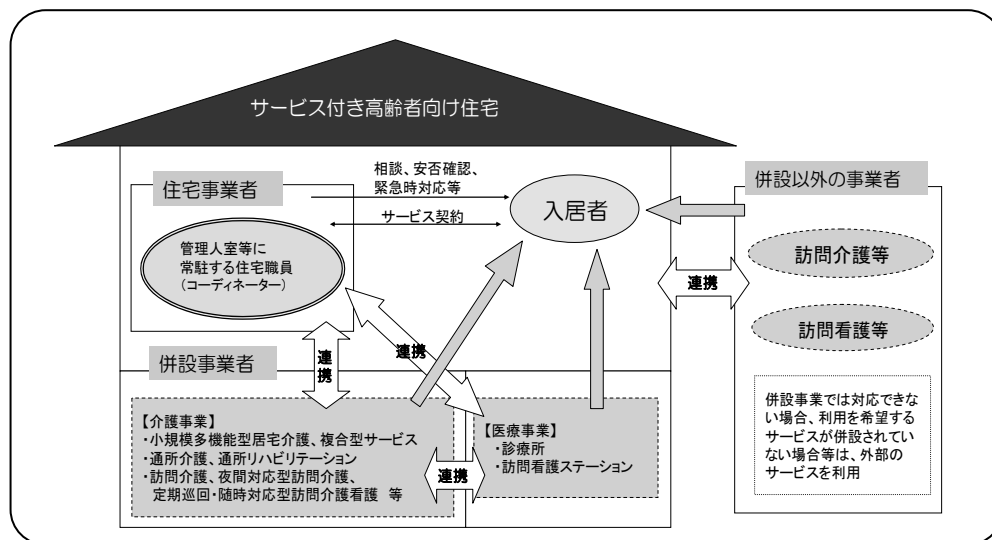 サービス付き高齢者向け住宅
住宅事業者
相談、安否確認、
緊急時対応等
サービス契約
入居者
管理人室等に
常駐する住宅職員
(コーディネーター)
連携
連携
併設事業者
【介護事業】
・小規模多機能型居宅介護、複合型サービス
・通所介護、通所リハビリテーション
・訪問介護、夜間対応型訪問介護、
定期巡回・随時対応型訪問介護看護 等
連携
【医療事業】
・診療所
・訪問看護ステーション
連携
併設以外の事業者
訪問介護等
訪問看護等
併設事業では対応できな
い場合、利用を希望する
サービスが併設されてい
ない場合等は、外部の
サービスを利用